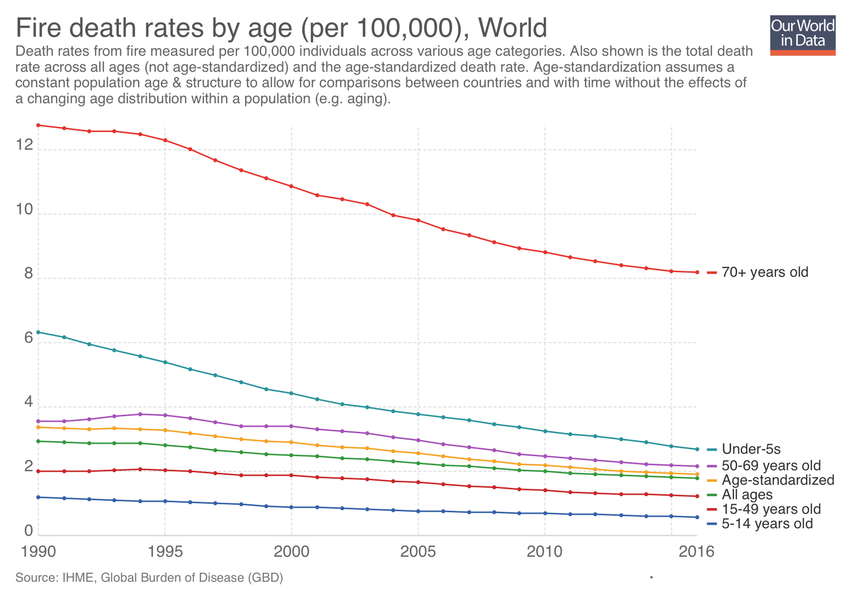 Fire death rates by age (per 100,000), World
Our World
in Data
Death rates from fire measured per 100,000 individuals across various age categories. Also shown is the total death
rate across all ages (not age-standardized) and the age-standardized death rate. Age-standardization assumes a
constant population age & structure to allow for comparisons between countries and with time without the effects of
a changing age distribution within a population (e.g. aging).
12
10
8
6
4
2
0
70+ years old
Under-5s
50-69 years old
Age-standardized
All ages
15-49 years old
5-14 years old
1990
1995
2000
2005
2010
2016
Source: IHME, Global Burden of Disease (GBD)